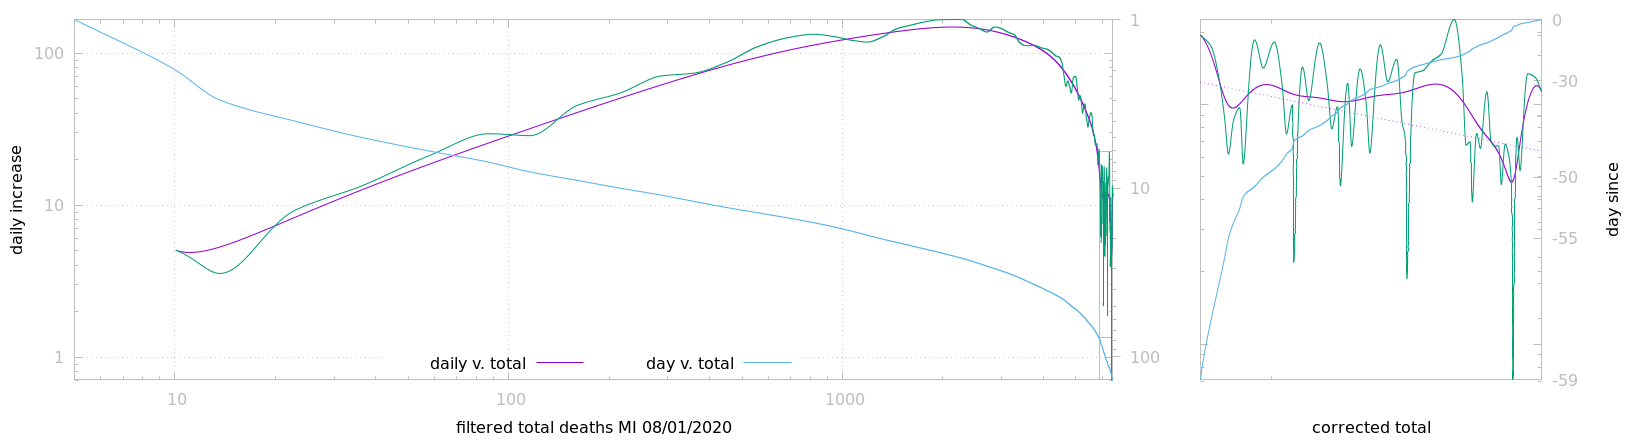 daily increase
100
10
1
daily v. total
day v. total
10
100
1000
filtered total deaths MI 08/01/2020
1
10
100
0
-30
-50
-55
-59
day since
corrected total